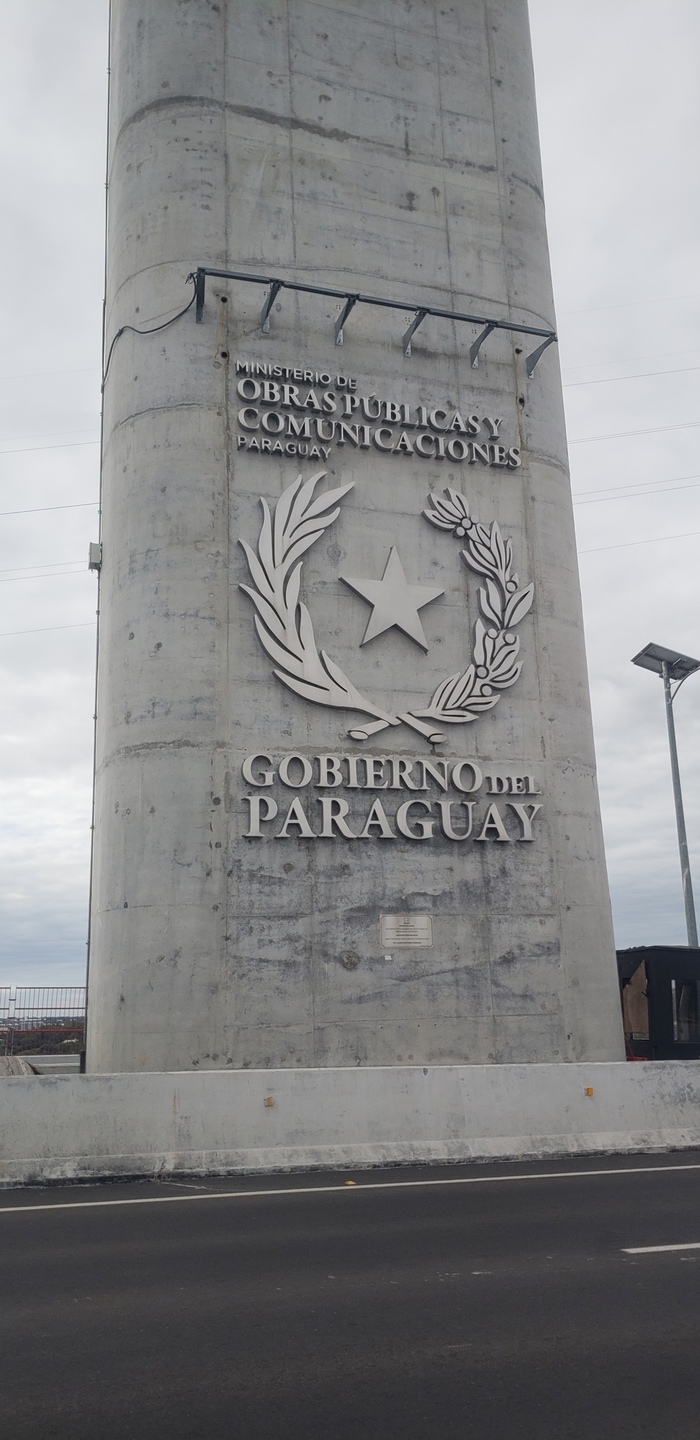 MINISTERIO DE
OBRAS PÚBLICAS Y
COMUNICACIONES
PARAGUAY
GOBIERNO DEL
PARAGUAY